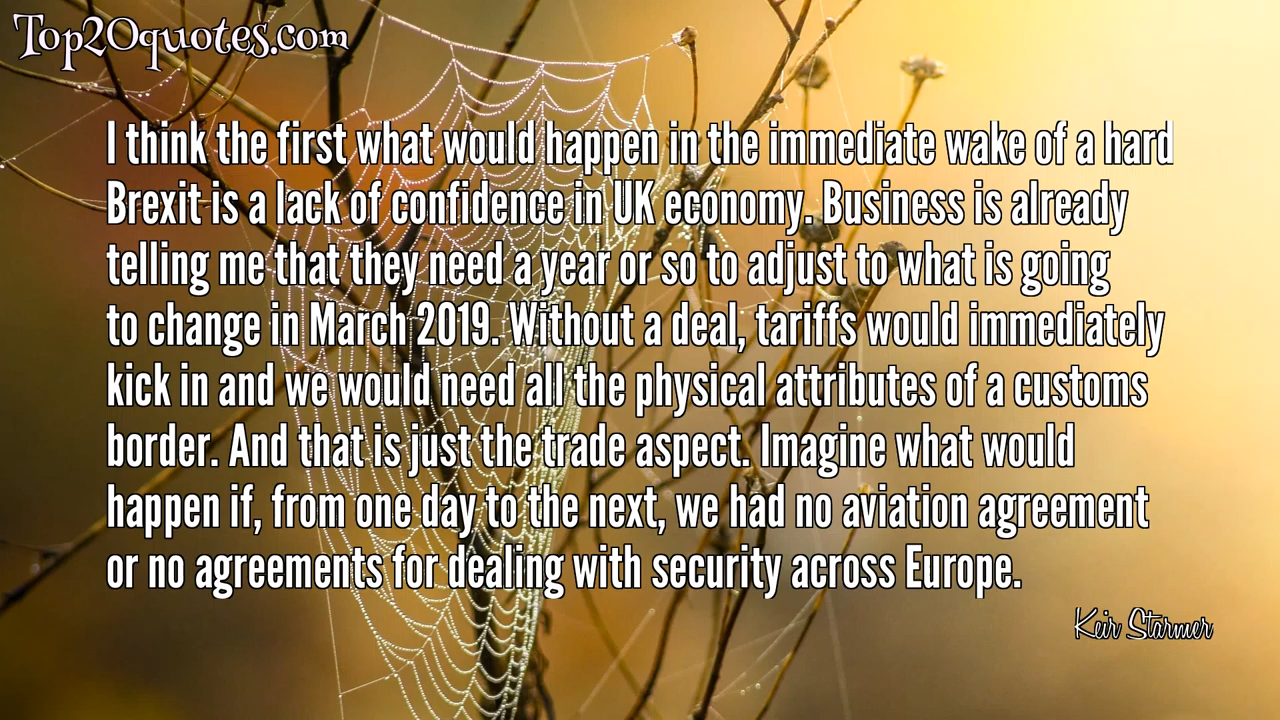 Top20quotes.com
I think the first what would happen in the immediate wake of a hard
Brexit is a lack of confidence in UK economy. Business is already
telling me that they need a year or so to adjust to what is going
to change in March 2019. Without a deal, tariffs would immediately
kick in and we would need all the physical attributes of a customs
border. And that is just the trade aspect. Imagine what would
happen if, from one day to the next, we had no aviation agreement
or no agreements for dealing with security across Europe.
Keir Starmer